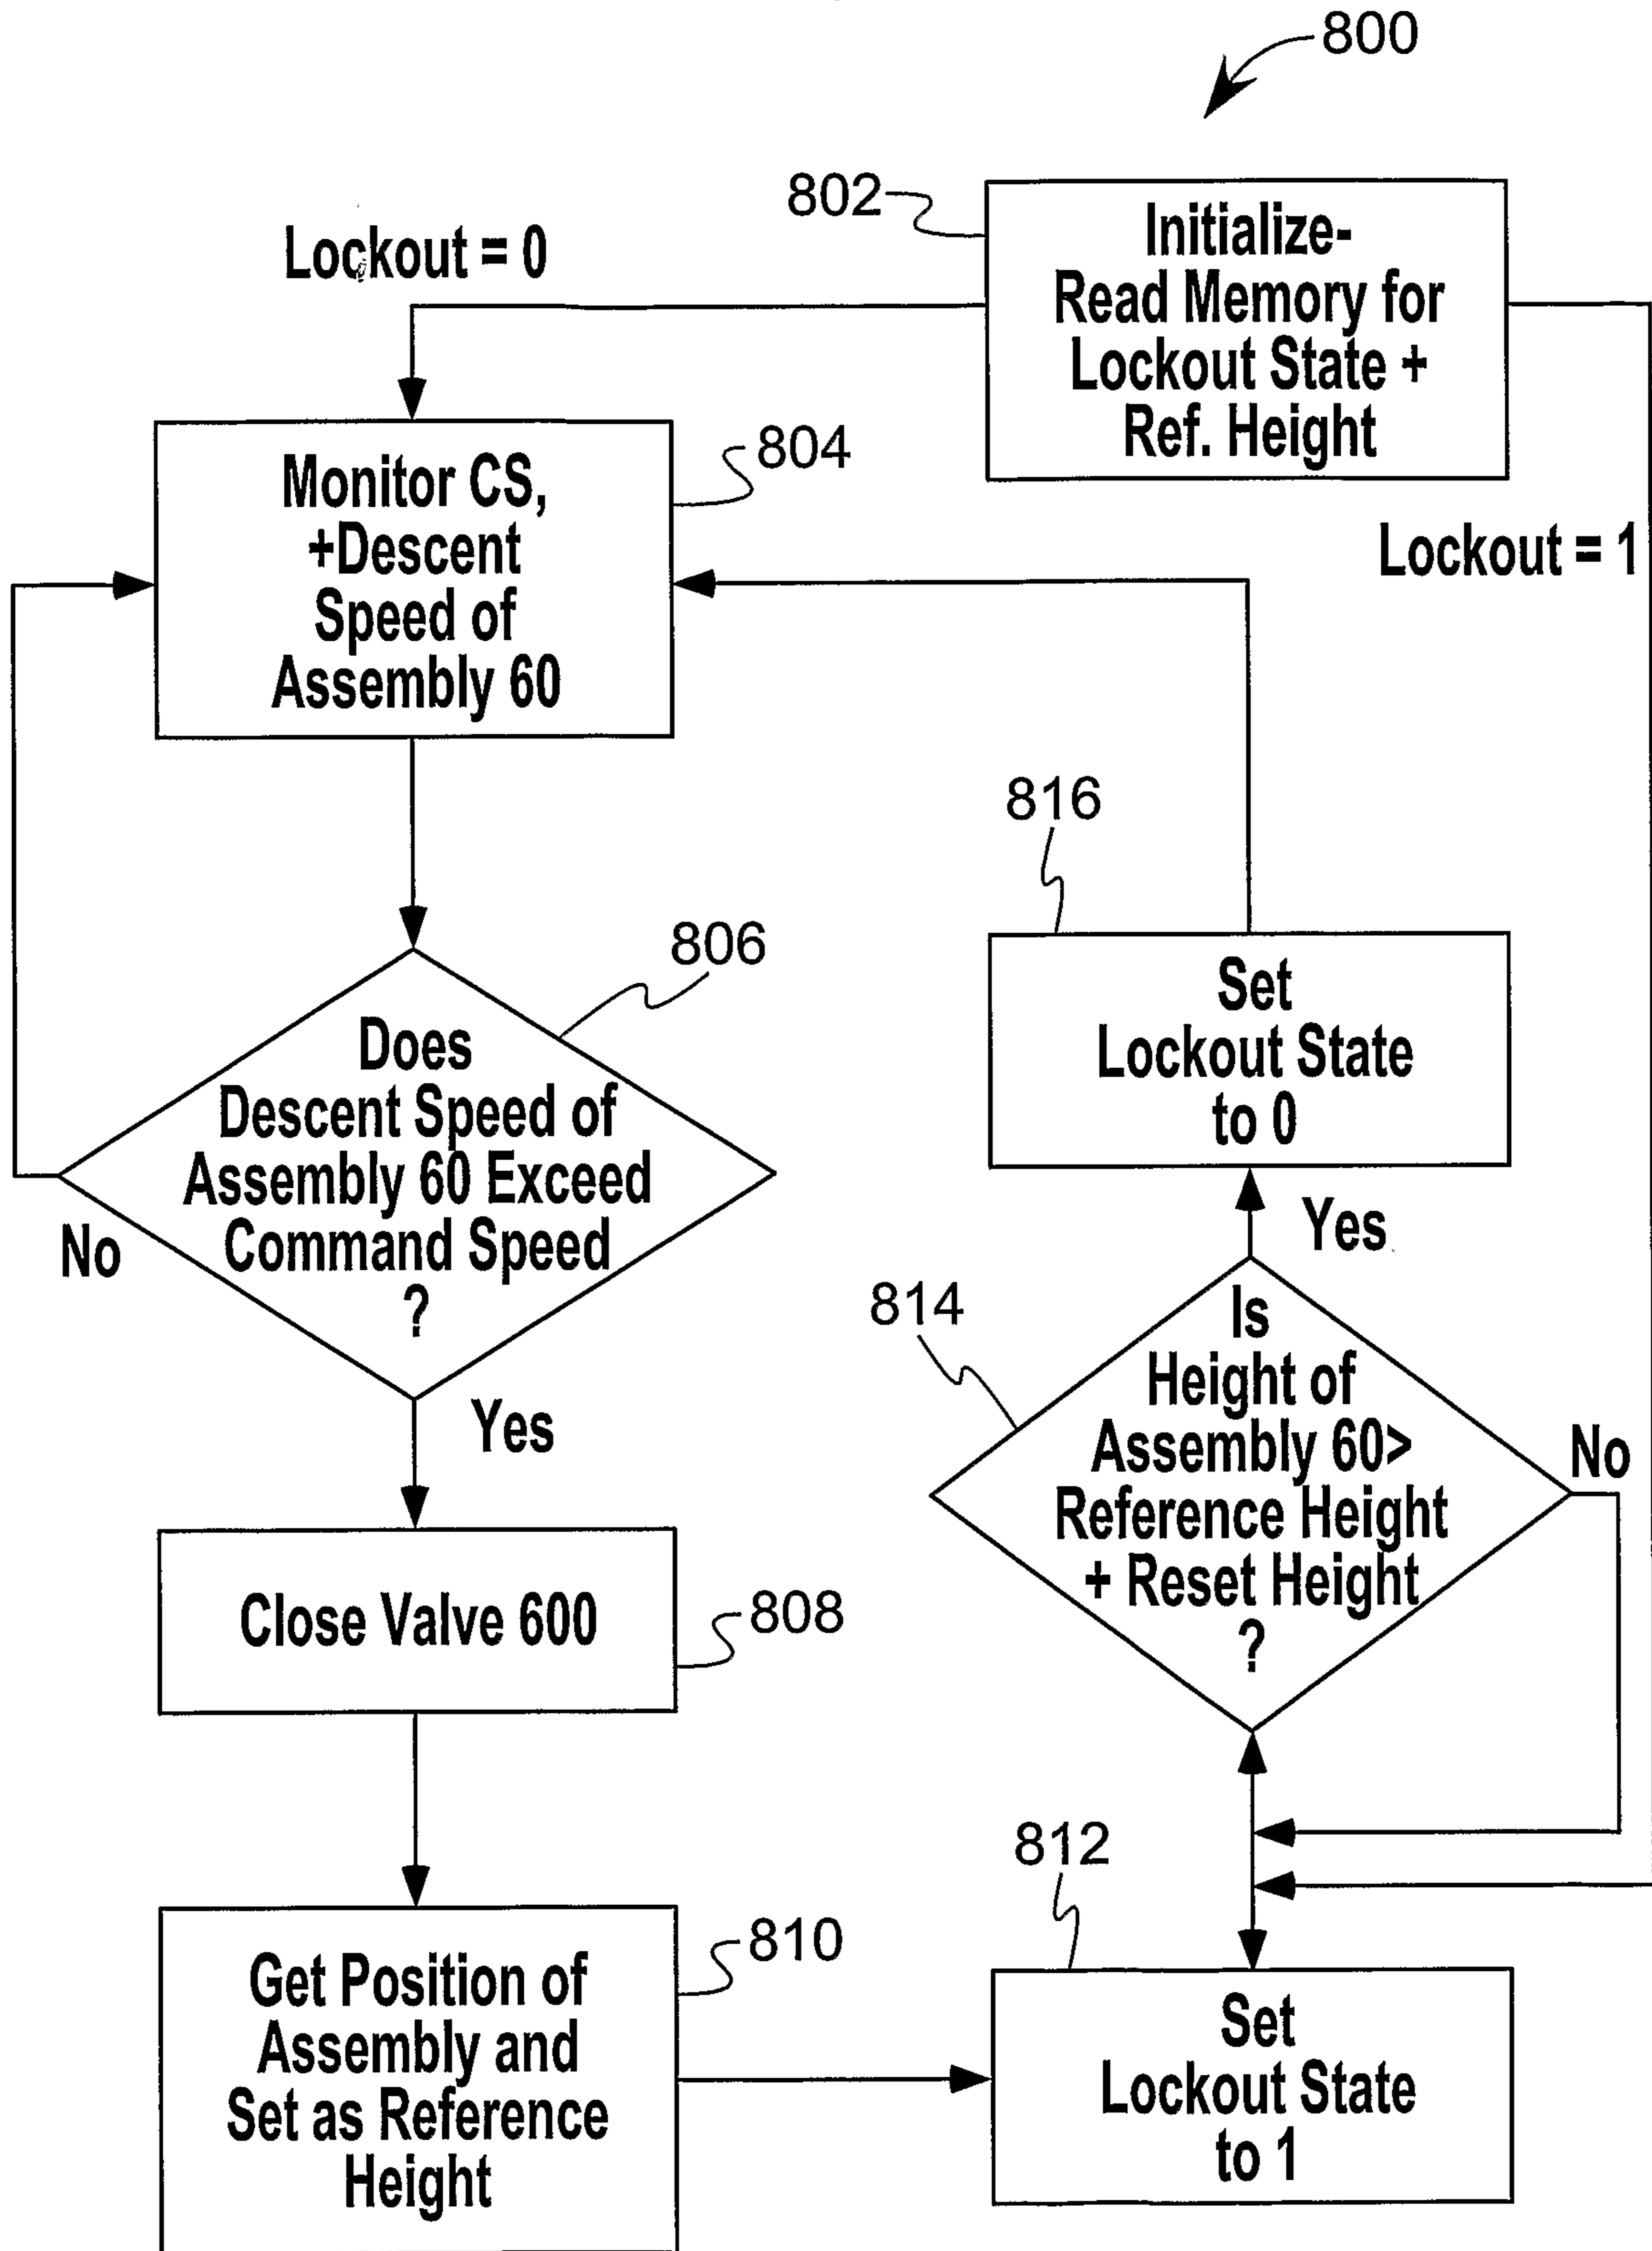 800
802
Initialize-
Read Memory for
Lockout State +
Ref. Height
Lockout = 0
Lockout = 1
804
Monitor CS,
+Descent
Speed of
Assembly 60
806
Does
Descent Speed of
Assembly 60 Exceed
Command Speed
?
No
Yes
808
Close Valve 600
810
Get Position of
Assembly and
Set as Reference
Height
812
Set
Lockout State
to 1
814
Is
Height of
Assembly 60>
Reference Height
+ Reset Height
?
No
Yes
816
Set
Lockout State
to 0